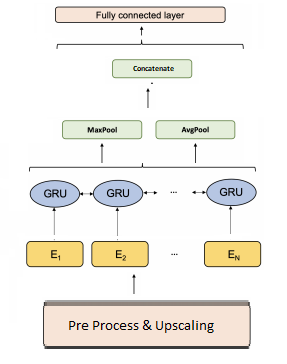 Fully connected layer
Concatenate
MaxPool AvgPool
GRU GRU ... GRU
E1 E2 ... EN
Pre Process & Upscaling